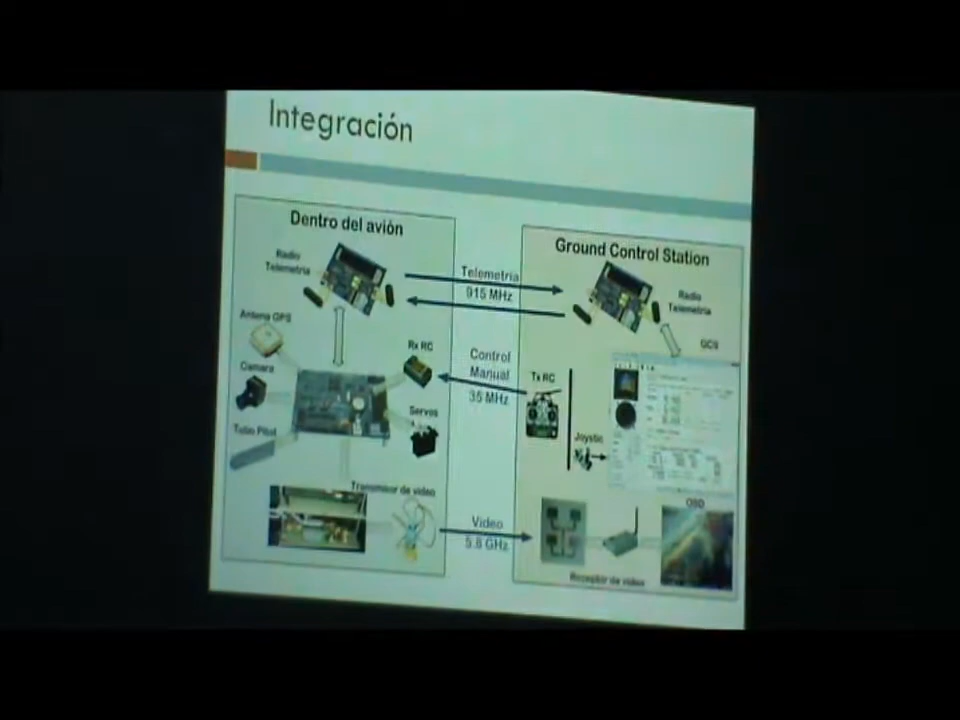 Integración
Dentro del avión
Radio
Telemetria
Antena GPS
Camara
Tubo Pitot
Rx RC
Servos
Transmisor de video
Telemetria
915 MHz
Control
Manual
35 MHz
Video
5.8 GHz
Ground Control Station
Radio
Telemetria
GCS
Tx RC
Joystic
OSD
Receptor de video